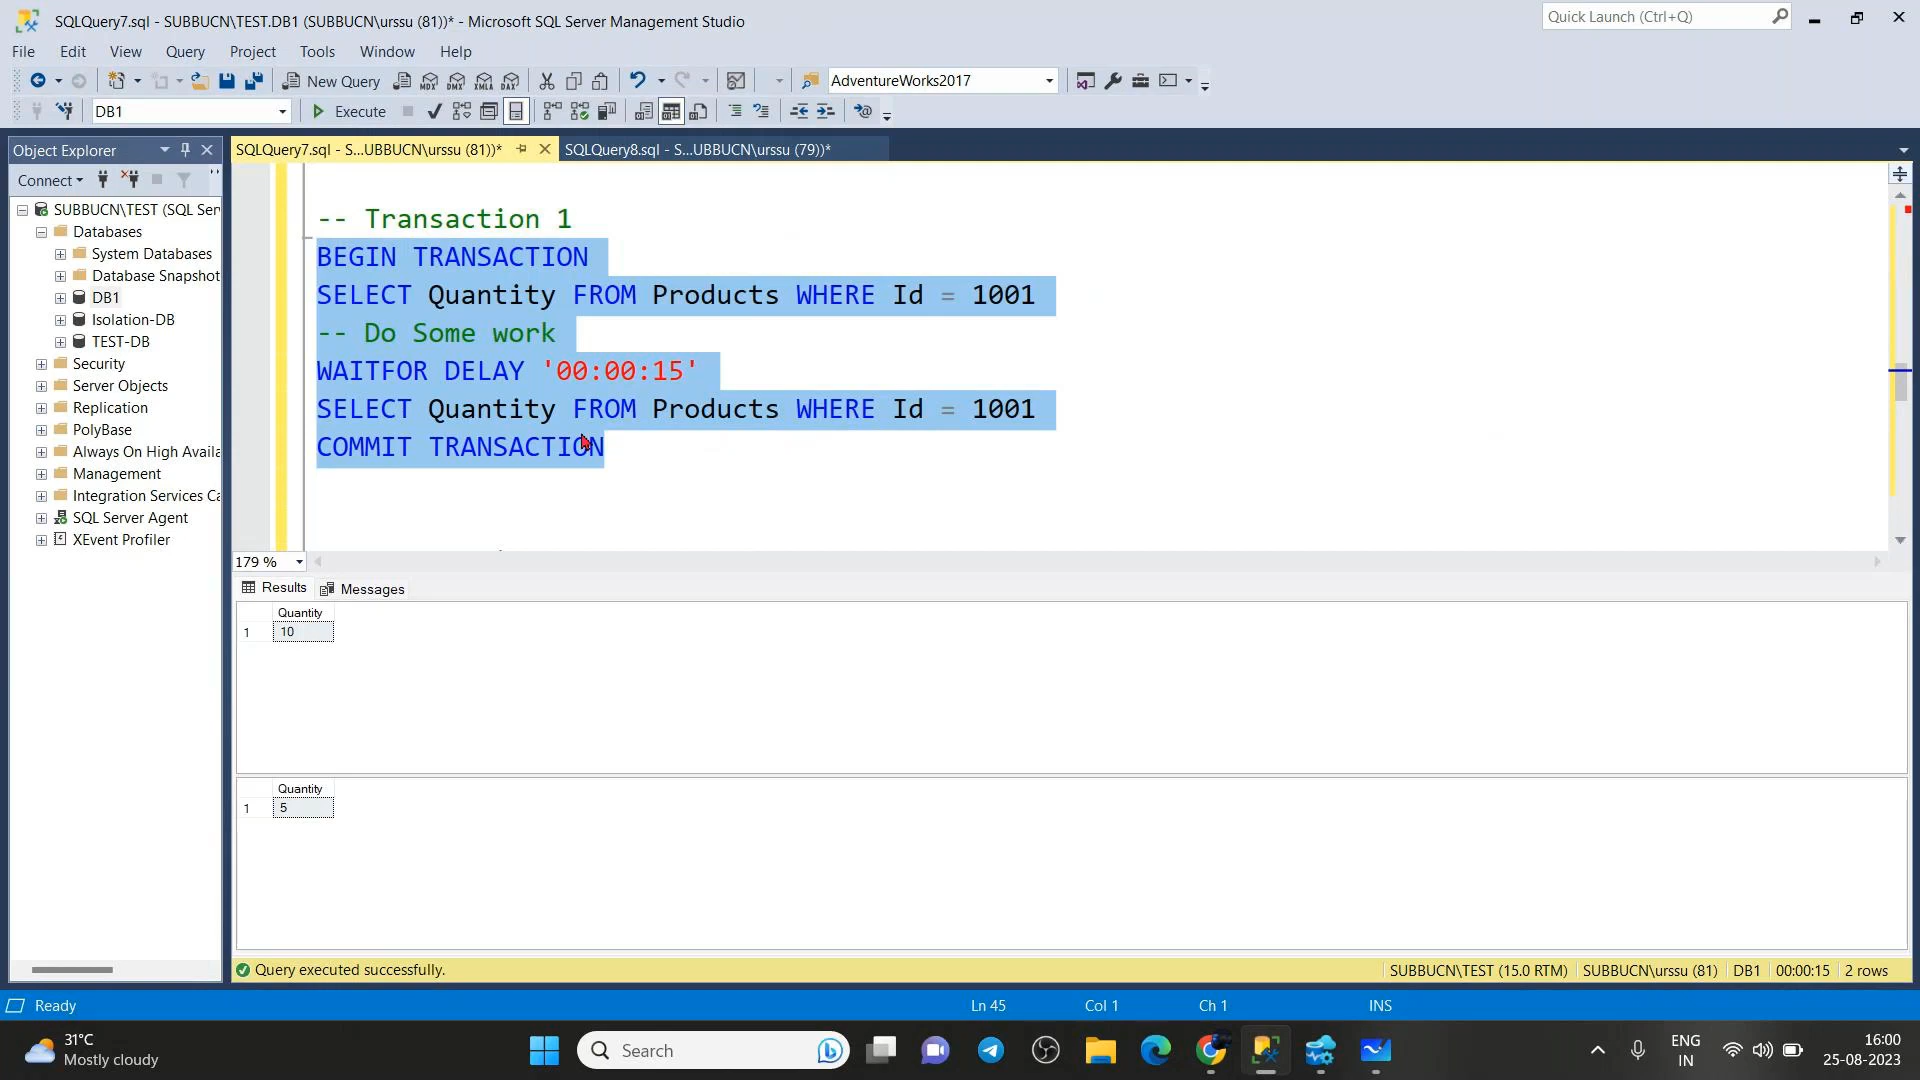 SQLQuery7.sql - SUBBUCN\TEST.DB1 (SUBBUCN\urssu (81))* - Microsoft SQL Server Management Studio
Quick Launch (Ctrl+Q)
File Edit View Query Project Tools Window Help
New Query
MDX DMX XMLA DAX
AdventureWorks2017
DB1
Execute
Object Explorer
SQLQuery7.sql - S...UBBUCN\urssu (81))*
SQLQuery8.sql - S...UBBUCN\urssu (79))*
Connect
SUBBUCN\TEST (SQL Ser
Databases
System Databases
Database Snapshot
DB1
Isolation-DB
TEST-DB
Security
Server Objects
Replication
PolyBase
Always On High Availa
Management
Integration Services Ca
SQL Server Agent
XEvent Profiler
-- Transaction 1
BEGIN TRANSACTION
SELECT Quantity FROM Products WHERE Id = 1001
-- Do Some work
WAITFOR DELAY '00:00:15'
SELECT Quantity FROM Products WHERE Id = 1001
COMMIT TRANSACTION
179 %
Results Messages
Quantity
1 10
Quantity
1 5
Query executed successfully.
SUBBUCN\TEST (15.0 RTM) SUBBUCN\urssu (81) DB1 00:00:15 2 rows
Ready
Ln 45 Col 1 Ch 1 INS
31°C
Mostly cloudy
Search
ENG
IN
16:00
25-08-2023